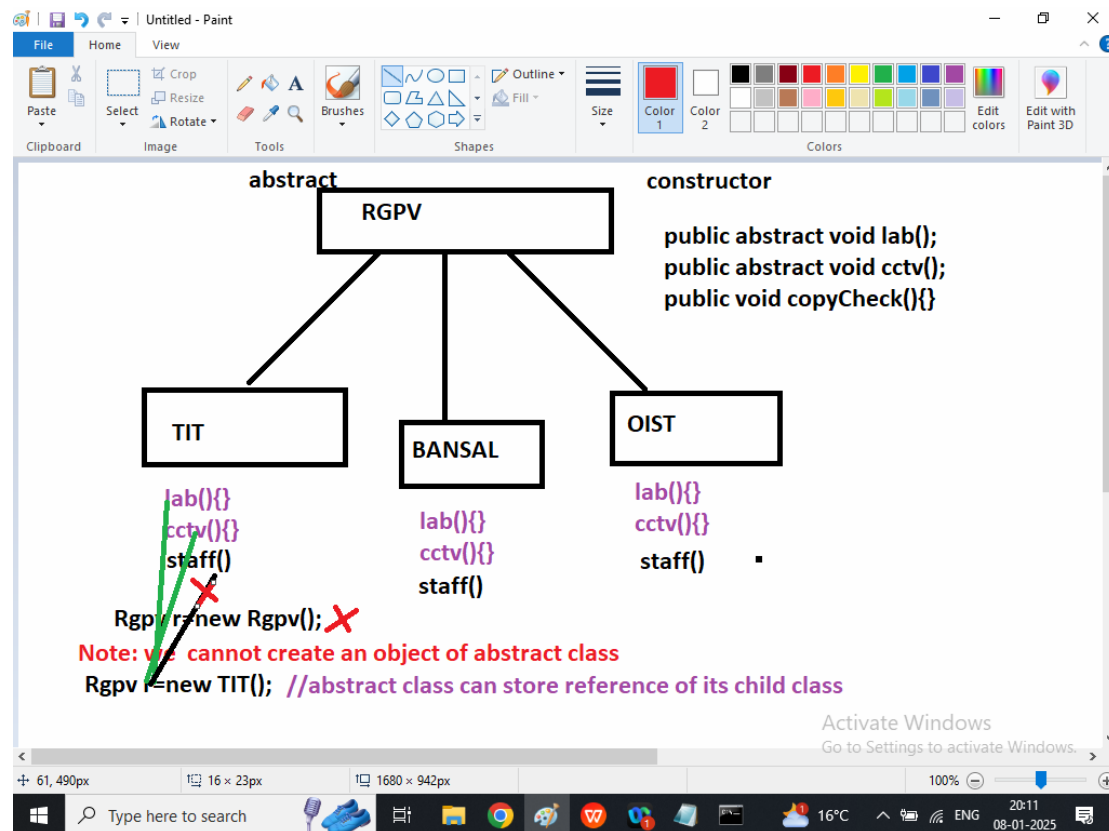 Untitled - Paint
File Home View
Paste
Select
Crop
Resize
Rotate
Brushes
Outline
Fill
Size
Color 1
Color 2
Edit colors
Edit with Paint 3D
Clipboard Image Tools Shapes Colors
abstract constructor
RGPV
public abstract void lab();
public abstract void cctv();
public void copyCheck(){}
TIT
BANSAL
OIST
lab(){}
cctv(){}
staff()
lab(){}
cctv(){}
staff()
lab(){}
cctv(){}
staff()
Rgpv r=new Rgpv();
Note: we cannot create an object of abstract class
Rgpv r=new TIT(); //abstract class can store reference of its child class
Activate Windows
Go to Settings to activate Windows.
61, 490px 16 × 23px 1680 × 942px 100%
Type here to search 16°C ENG 20:11
08-01-2025